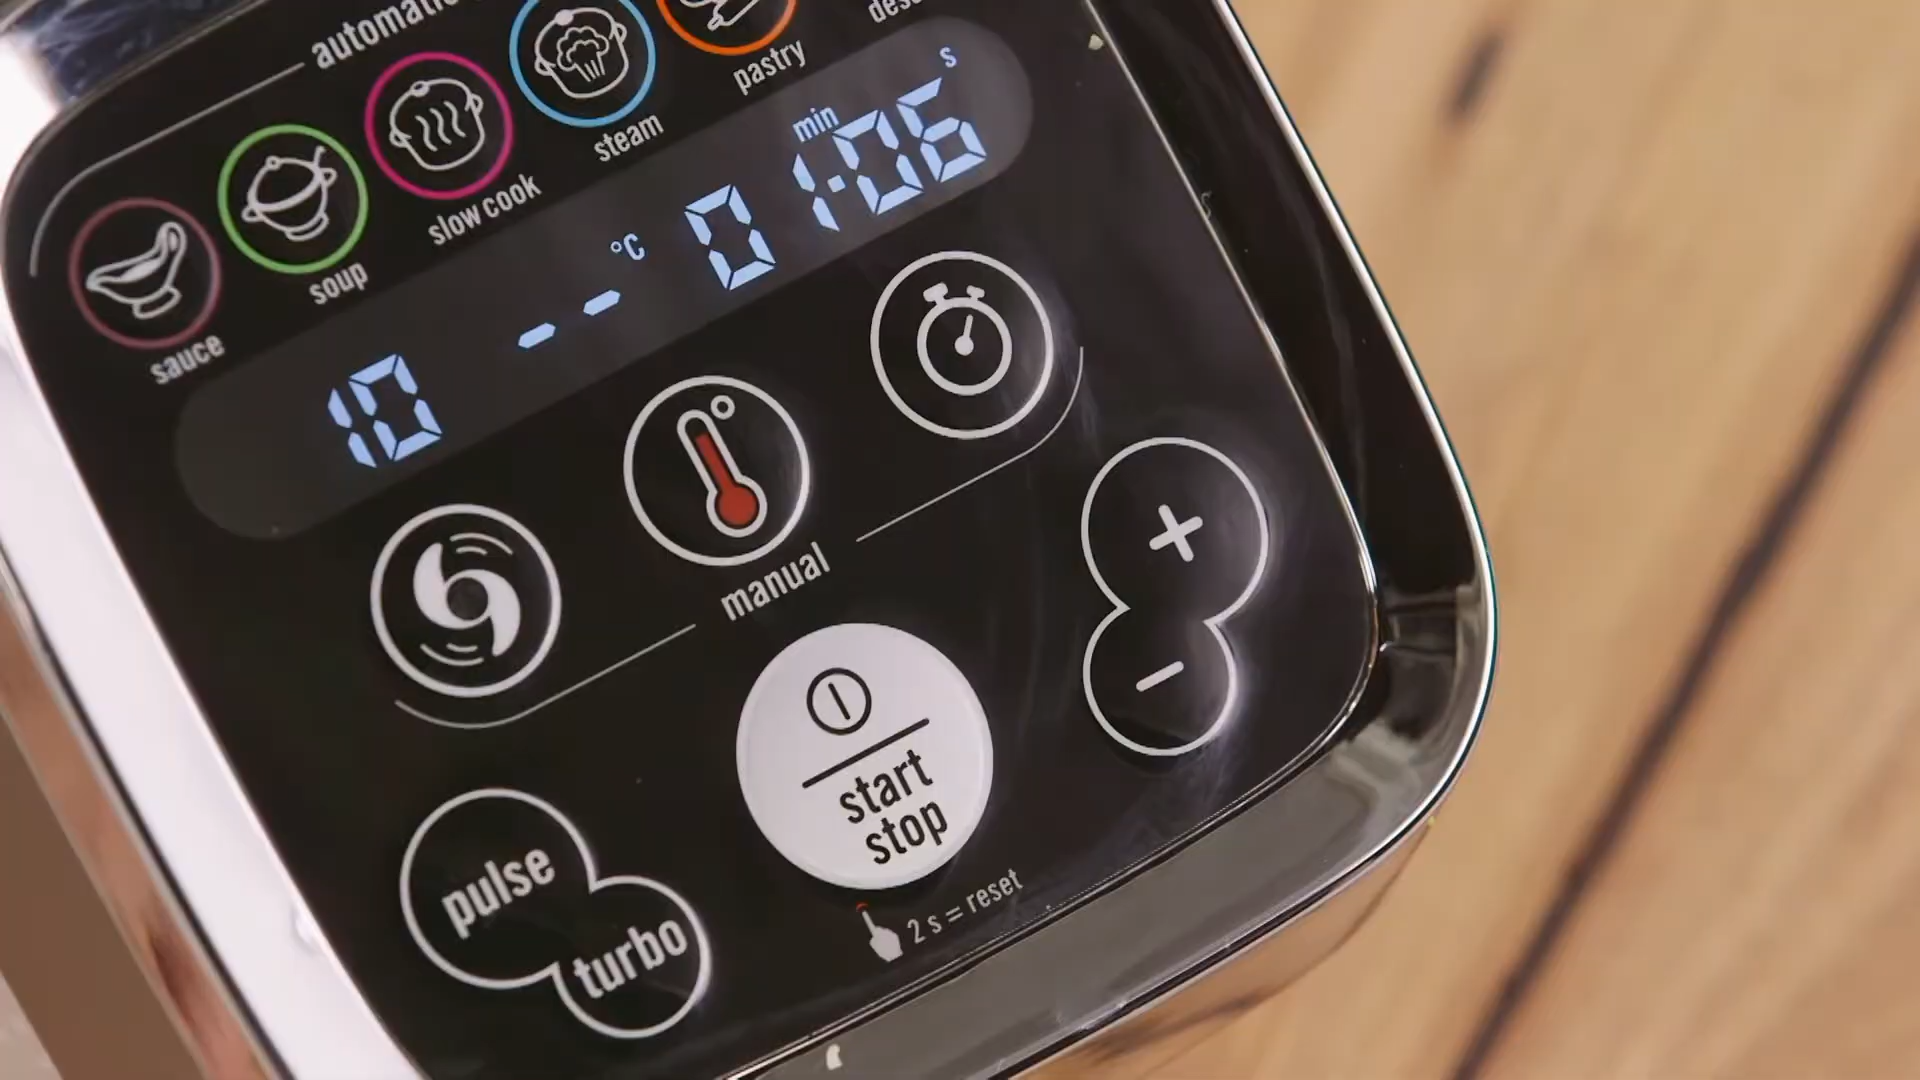 automatic
sauce
soup
slow cook
steam
pastry
10
-- °C
0 1:06
min
s
manual
+
-
start
stop
pulse
turbo
2 s = reset